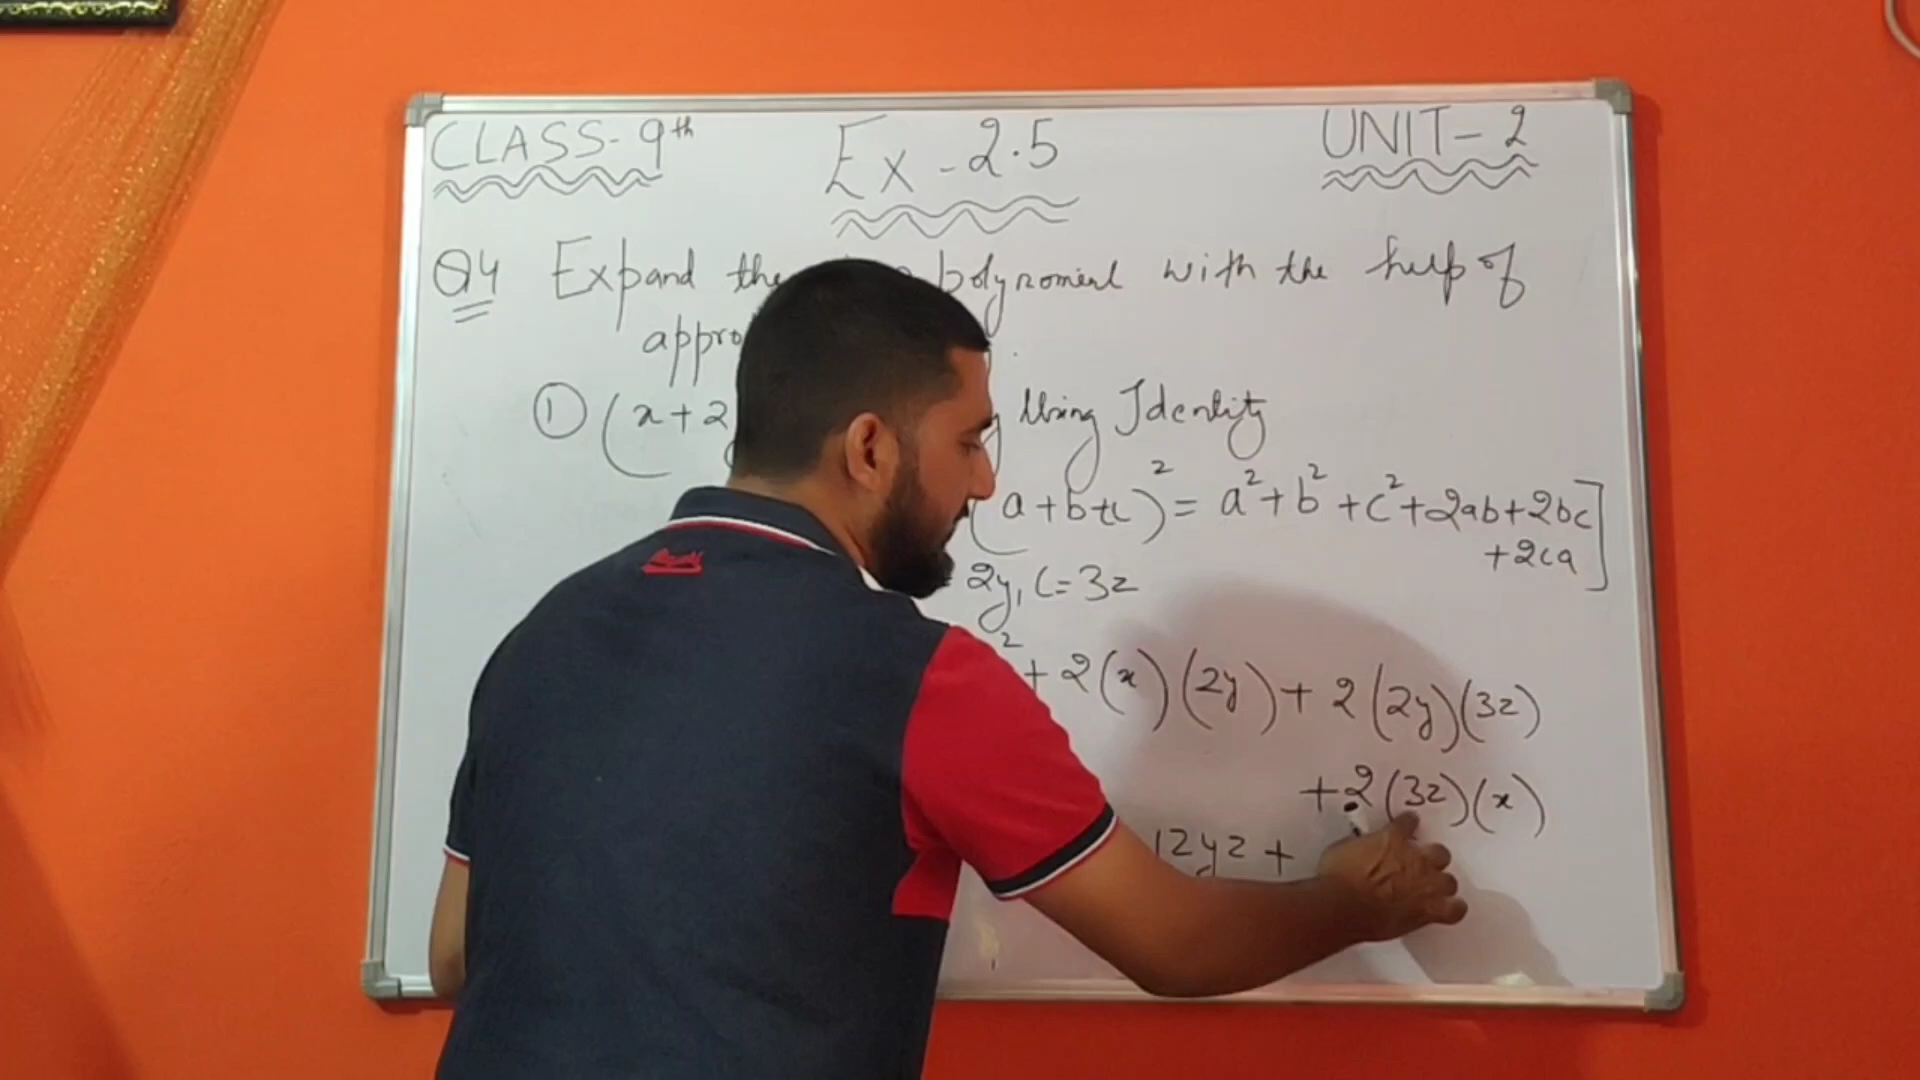 CLASS-9th
Ex-2.5
UNIT-2
Q4 Expand the polynomial with the help of
appro
① (x+2 Using Identity
(a+b+c)² = a²+b²+c²+2ab+2bc
+2ca]
2y, c=3z
²+2(x)(2y)+2(2y)(3z)
+2(3z)(x)
12yz+